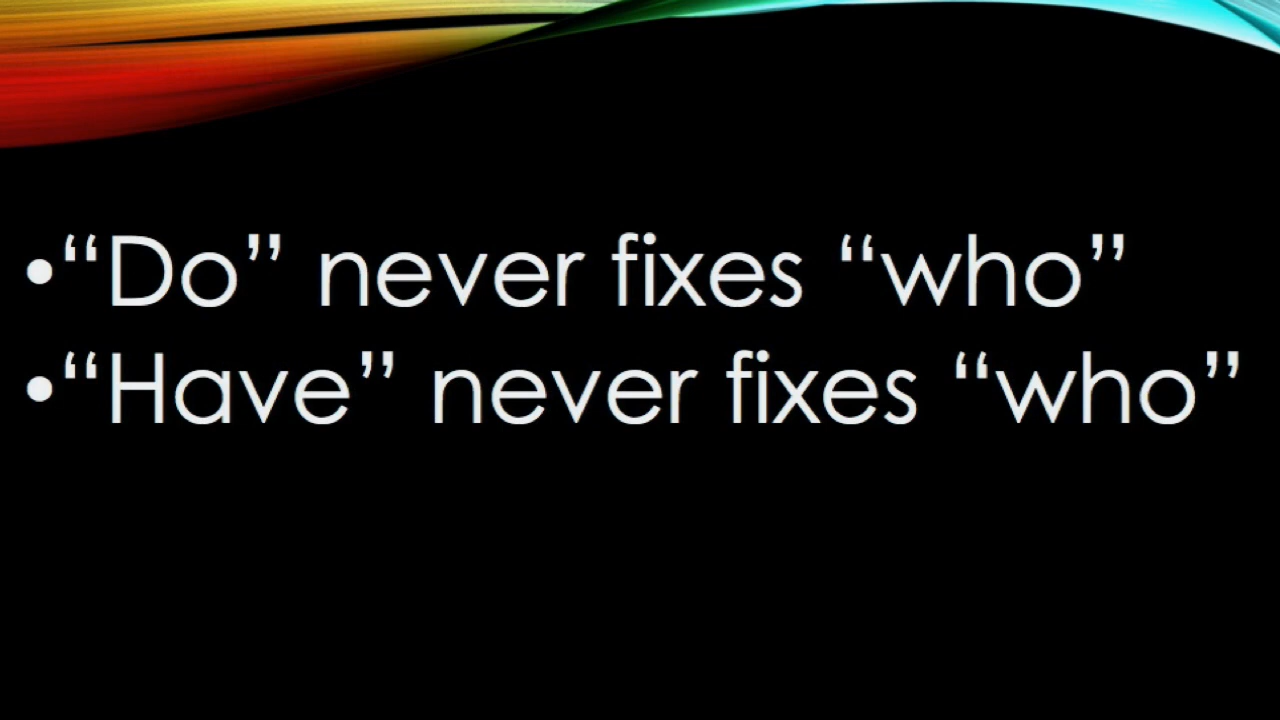 •“Do” never fixes “who”
•“Have” never fixes “who”